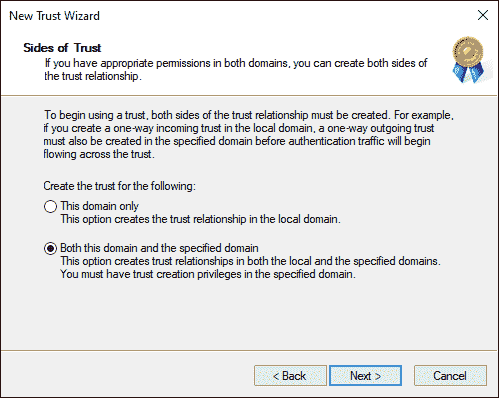 New Trust Wizard
Sides of Trust
If you have appropriate permissions in both domains, you can create both sides of
the trust relationship.
To begin using a trust, both sides of the trust relationship must be created. For example,
if you create a one-way incoming trust in the local domain, a one-way outgoing trust
must also be created in the specified domain before authentication traffic will begin
flowing across the trust.
Create the trust for the following:
This domain only
This option creates the trust relationship in the local domain.
Both this domain and the specified domain
This option creates trust relationships in both the local and the specified domains.
You must have trust creation privileges in the specified domain.
< Back Next > Cancel